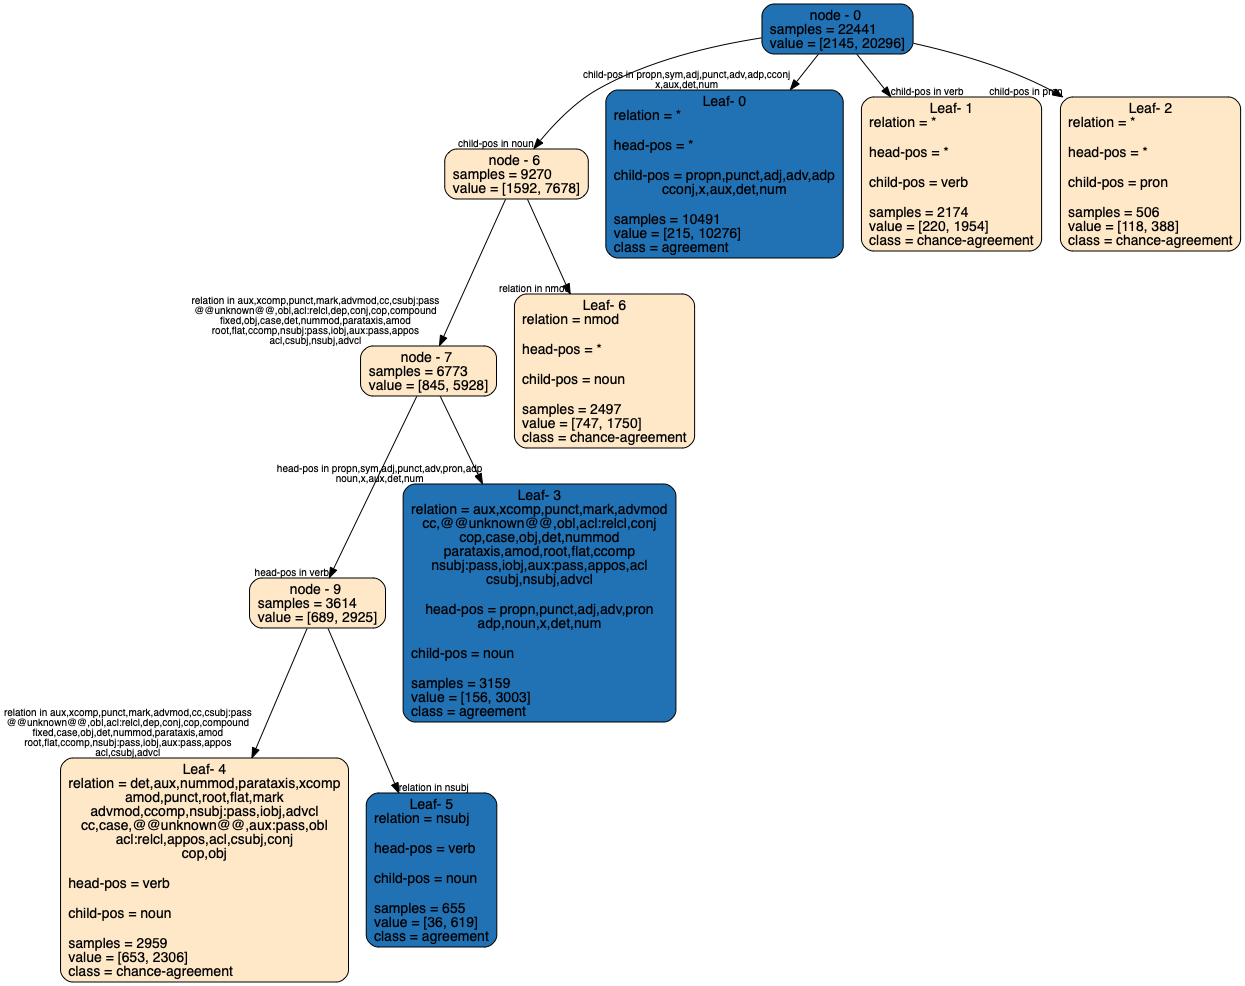 node - 0
samples = 22441
value = [2145, 20296]
child-pos in propn,sym,adj,punct,adv,adp,cconj
x,aux,det,num
child-pos in verb
child-pos in pron
Leaf- 0
relation = *
head-pos = *
child-pos = propn,punct,adj,adv,adp
cconj,x,aux,det,num
samples = 10491
value = [215, 10276]
class = agreement
Leaf- 1
relation = *
head-pos = *
child-pos = verb
samples = 2174
value = [220, 1954]
class = chance-agreement
Leaf- 2
relation = *
head-pos = *
child-pos = pron
samples = 506
value = [118, 388]
class = chance-agreement
child-pos in noun
node - 6
samples = 9270
value = [1592, 7678]
relation in aux,xcomp,punct,mark,advmod,cc,csubj:pass
@@unknown@@,obl,acl:relcl,dep,conj,cop,compound
fixed,obj,case,det,nummod,parataxis,amod
root,flat,ccomp,nsubj:pass,iobj,aux:pass,appos
acl,csubj,nsubj,advcl
relation in nmod
Leaf- 6
relation = nmod
head-pos = *
child-pos = noun
samples = 2497
value = [747, 1750]
class = chance-agreement
node - 7
samples = 6773
value = [845, 5928]
head-pos in propn,sym,adj,punct,adv,pron,adp
noun,x,aux,det,num
Leaf- 3
relation = aux,xcomp,punct,mark,advmod
cc,@@unknown@@,obl,acl:relcl,conj
cop,case,obj,det,nummod
parataxis,amod,root,flat,ccomp
nsubj:pass,iobj,aux:pass,appos,acl
csubj,nsubj,advcl
head-pos = propn,punct,adj,adv,pron
adp,noun,x,det,num
child-pos = noun
samples = 3159
value = [156, 3003]
class = agreement
head-pos in verb
node - 9
samples = 3614
value = [689, 2925]
relation in aux,xcomp,punct,mark,advmod,cc,csubj:pass
@@unknown@@,obl,acl:relcl,dep,conj,cop,compound
fixed,case,obj,det,nummod,parataxis,amod
root,flat,ccomp,nsubj:pass,iobj,aux:pass,appos
acl,csubj,advcl
relation in nsubj
Leaf- 4
relation = det,aux,nummod,parataxis,xcomp
amod,punct,root,flat,mark
advmod,ccomp,nsubj:pass,iobj,advcl
cc,case,@@unknown@@,aux:pass,obl
acl:relcl,appos,acl,csubj,conj
cop,obj
head-pos = verb
child-pos = noun
samples = 2959
value = [653, 2306]
class = chance-agreement
Leaf- 5
relation = nsubj
head-pos = verb
child-pos = noun
samples = 655
value = [36, 619]
class = agreement